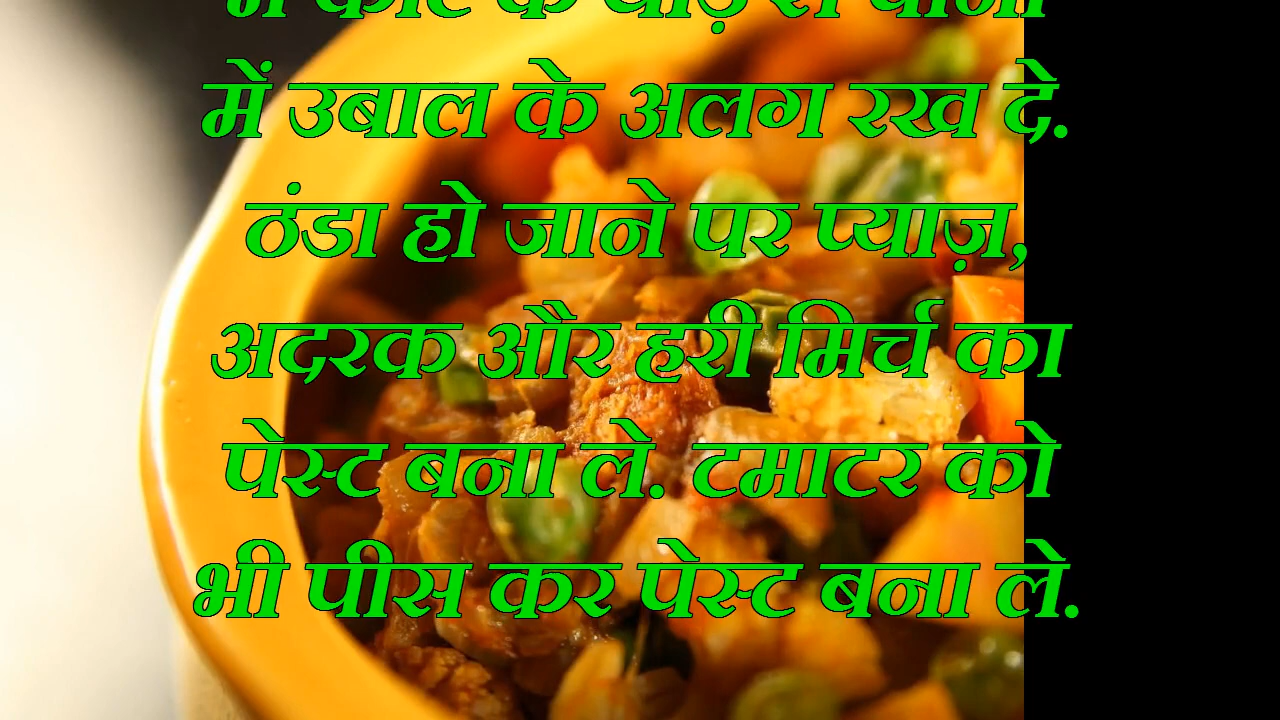 में उबाल के अलग रख दे.
ठंडा हो जाने पर प्याज़,
अदरक और हरी मिर्च का
पेस्ट बना ले. टमाटर को
भी पीस कर पेस्ट बना ले.